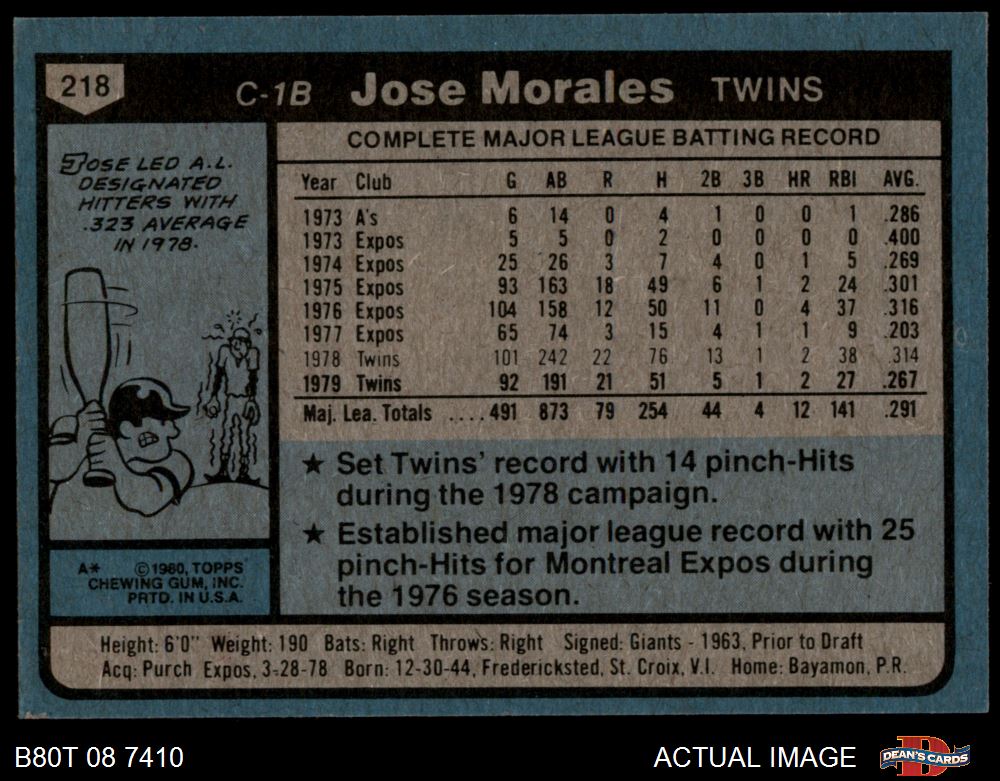 218
C-1B Jose Morales TWINS
JOSE LED A.L.
DESIGNATED
HITTERS WITH
.323 AVERAGE
IN 1978.
A* ©1980, TOPPS
CHEWING GUM, INC.
PRTD. IN U.S.A.
COMPLETE MAJOR LEAGUE BATTING RECORD
Year Club G AB R H 2B 3B HR RBI AVG.
1973 A's 6 14 0 4 1 0 0 1 .286
1973 Expos 5 5 0 2 0 0 0 0 .400
1974 Expos 25 26 3 7 4 0 1 5 .269
1975 Expos 93 163 18 49 6 1 2 24 .301
1976 Expos 104 158 12 50 11 0 4 37 .316
1977 Expos 65 74 3 15 4 1 1 9 .203
1978 Twins 101 242 22 76 13 1 2 38 .314
1979 Twins 92 191 21 51 5 1 2 27 .267
Maj. Lea. Totals ....491 873 79 254 44 4 12 141 .291
★ Set Twins' record with 14 pinch-Hits
during the 1978 campaign.
★ Established major league record with 25
pinch-Hits for Montreal Expos during
the 1976 season.
Height: 6'0" Weight: 190 Bats: Right Throws: Right Signed: Giants - 1963, Prior to Draft
Acq: Purch Expos, 3-28-78 Born: 12-30-44, Fredericksted, St. Croix, V.I. Home: Bayamon, P.R.
B80T 08 7410 ACTUAL IMAGE DEAN'S CARDS